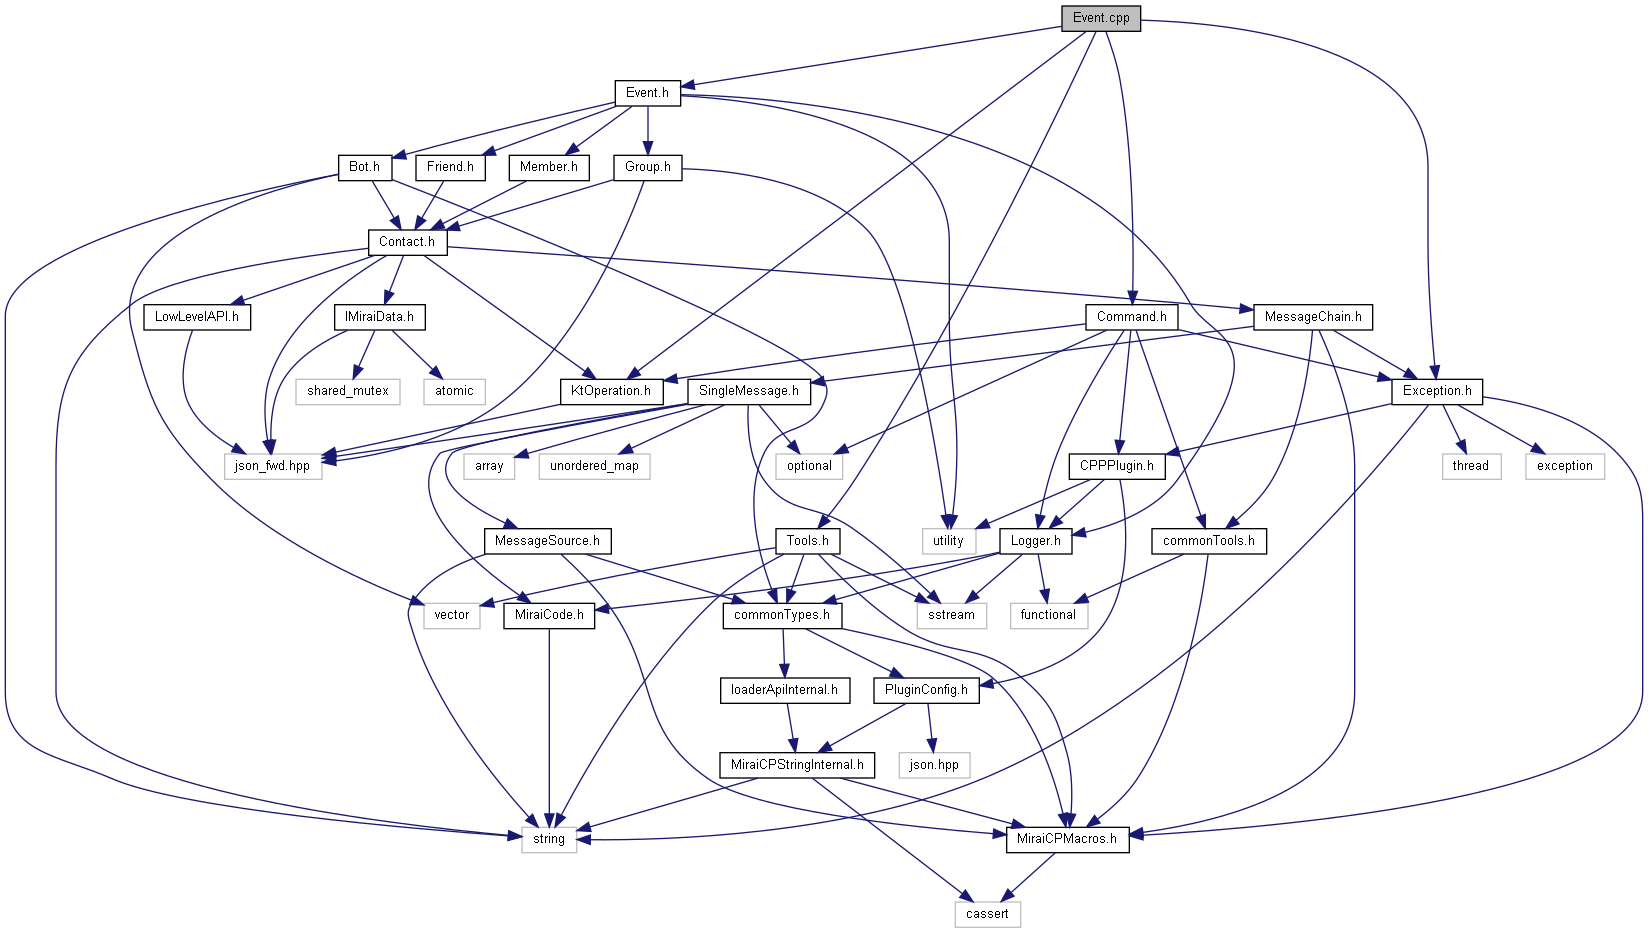 Event.cpp
Event.h
Bot.h
Friend.h
Member.h
Group.h
Contact.h
LowLevelAPI.h
IMiraiData.h
Command.h
MessageChain.h
shared_mutex
atomic
KtOperation.h
SingleMessage.h
Exception.h
json_fwd.hpp
array
unordered_map
optional
CPPPlugin.h
thread
exception
MessageSource.h
Tools.h
utility
Logger.h
commonTools.h
vector
MiraiCode.h
commonTypes.h
sstream
functional
loaderApiInternal.h
PluginConfig.h
MiraiCPStringInternal.h
json.hpp
string
MiraiCPMacros.h
cassert